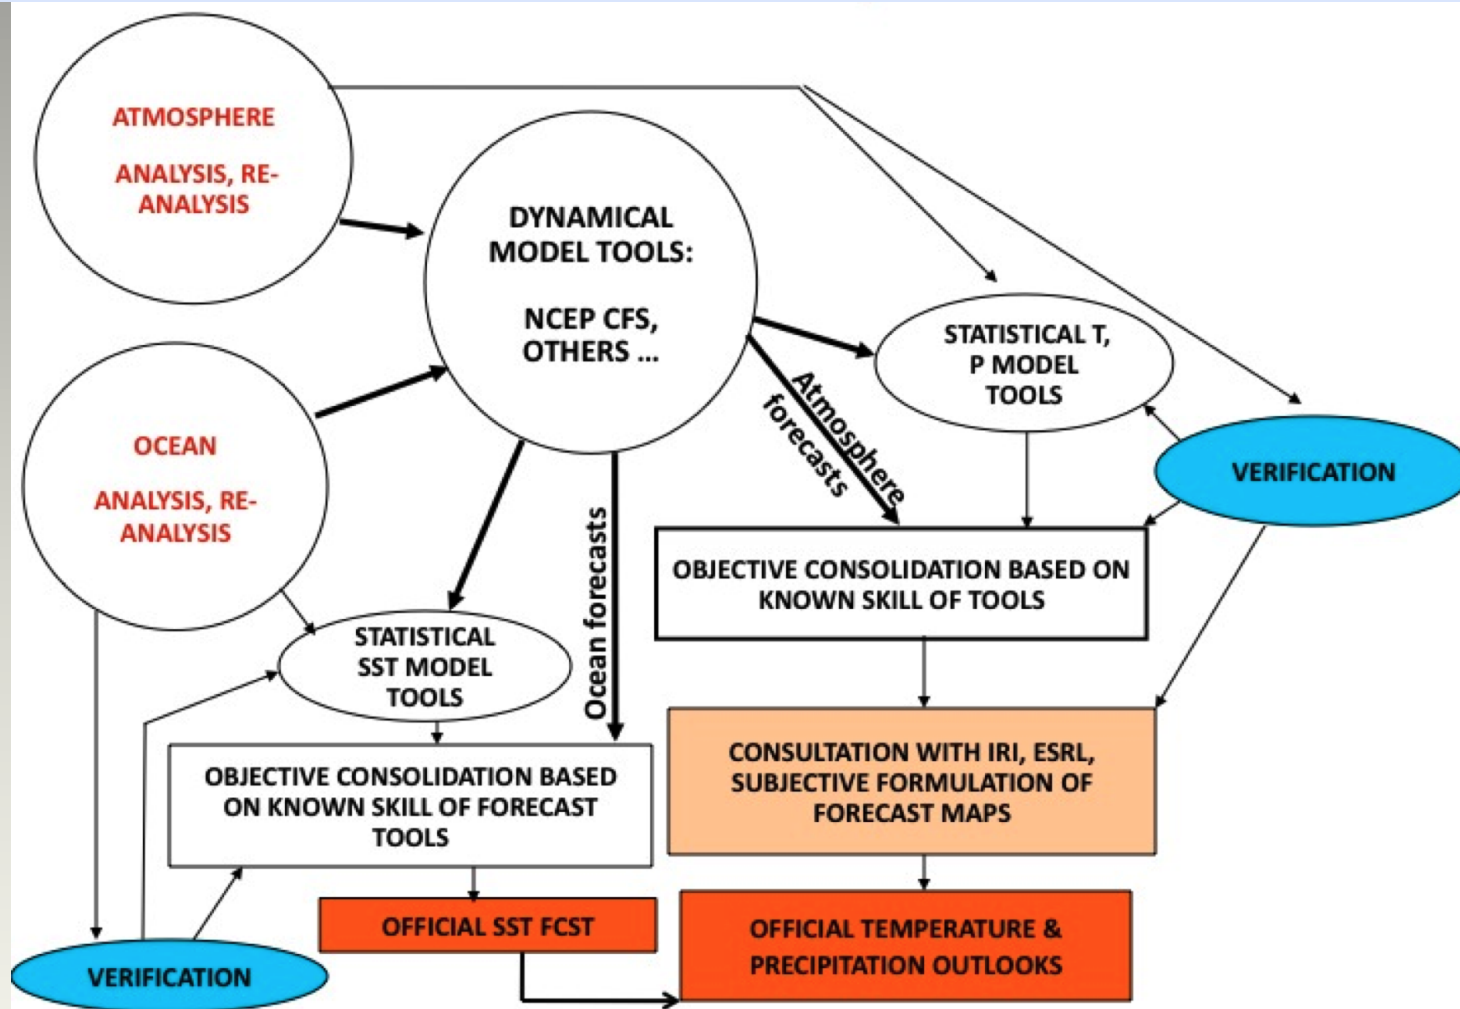 ATMOSPHERE
ANALYSIS, RE-
ANALYSIS
DYNAMICAL
MODEL TOOLS:
NCEP CFS,
OTHERS ...
STATISTICAL T,
P MODEL
TOOLS
Atmosphere
forecasts
VERIFICATION
OCEAN
ANALYSIS, RE-
ANALYSIS
Ocean forecasts
OBJECTIVE CONSOLIDATION BASED ON
KNOWN SKILL OF TOOLS
STATISTICAL
SST MODEL
TOOLS
OBJECTIVE CONSOLIDATION BASED
ON KNOWN SKILL OF FORECAST
TOOLS
CONSULTATION WITH IRI, ESRL,
SUBJECTIVE FORMULATION OF
FORECAST MAPS
OFFICIAL SST FCST
OFFICIAL TEMPERATURE &
PRECIPITATION OUTLOOKS
VERIFICATION